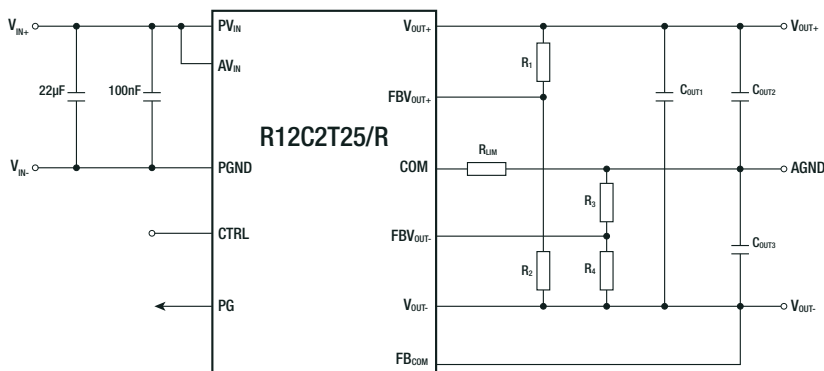 VIN+
PVIN
VOUT+
VOUT+
R1
AVIN
22µF
100nF
FBVOUT+
COUT1
COUT2
R12C2T25/R
RLIM
VIN-
PGND
COM
AGND
R3
CTRL
FBVOUT-
COUT3
R2
R4
PG
VOUT-
VOUT-
FBCOM